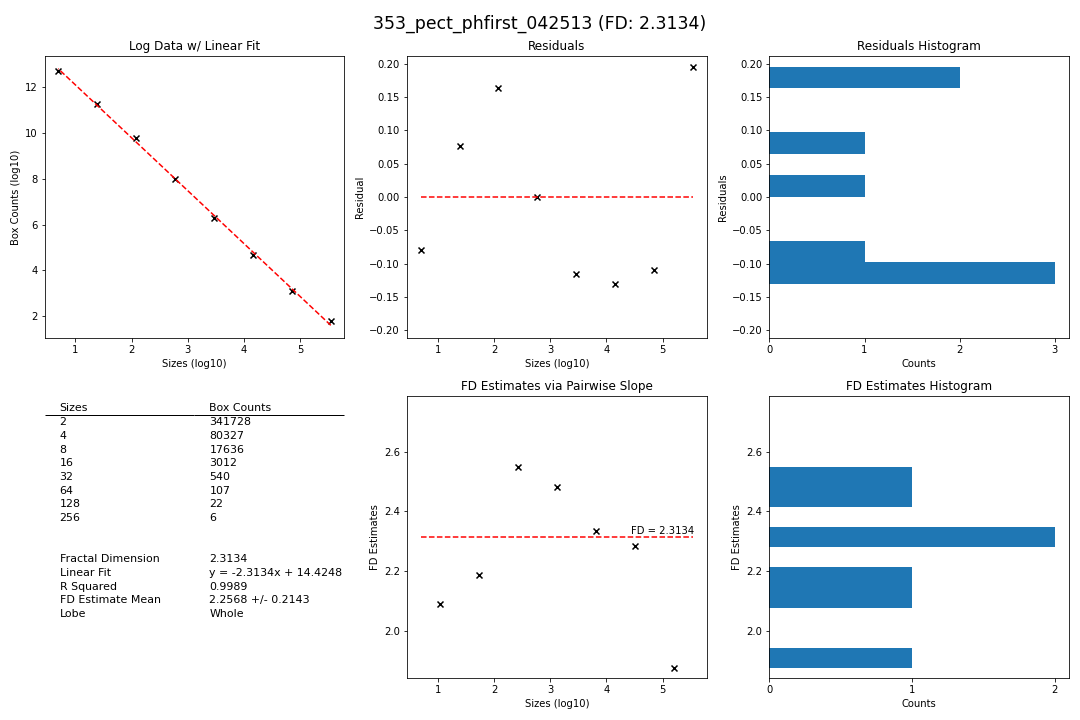 353_pect_phfirst_042513 (FD: 2.3134)
Log Data w/ Linear Fit
Box Counts (log10)
12
10
8
6
4
2
1 2 3 4 5
Sizes (log10)
Residuals
Residual
0.20
0.15
0.10
0.05
0.00
−0.05
−0.10
−0.15
−0.20
1 2 3 4 5
Sizes (log10)
Residuals Histogram
Residuals
0.20
0.15
0.10
0.05
0.00
−0.05
−0.10
−0.15
−0.20
0 1 2 3
Counts
Sizes Box Counts
2 341728
4 80327
8 17636
16 3012
32 540
64 107
128 22
256 6
Fractal Dimension 2.3134
Linear Fit y = -2.3134x + 14.4248
R Squared 0.9989
FD Estimate Mean 2.2568 +/- 0.2143
Lobe Whole
FD Estimates via Pairwise Slope
FD Estimates
2.6
2.4
2.2
2.0
FD = 2.3134
1 2 3 4 5
Sizes (log10)
FD Estimates Histogram
FD Estimates
2.6
2.4
2.2
2.0
0 1 2
Counts